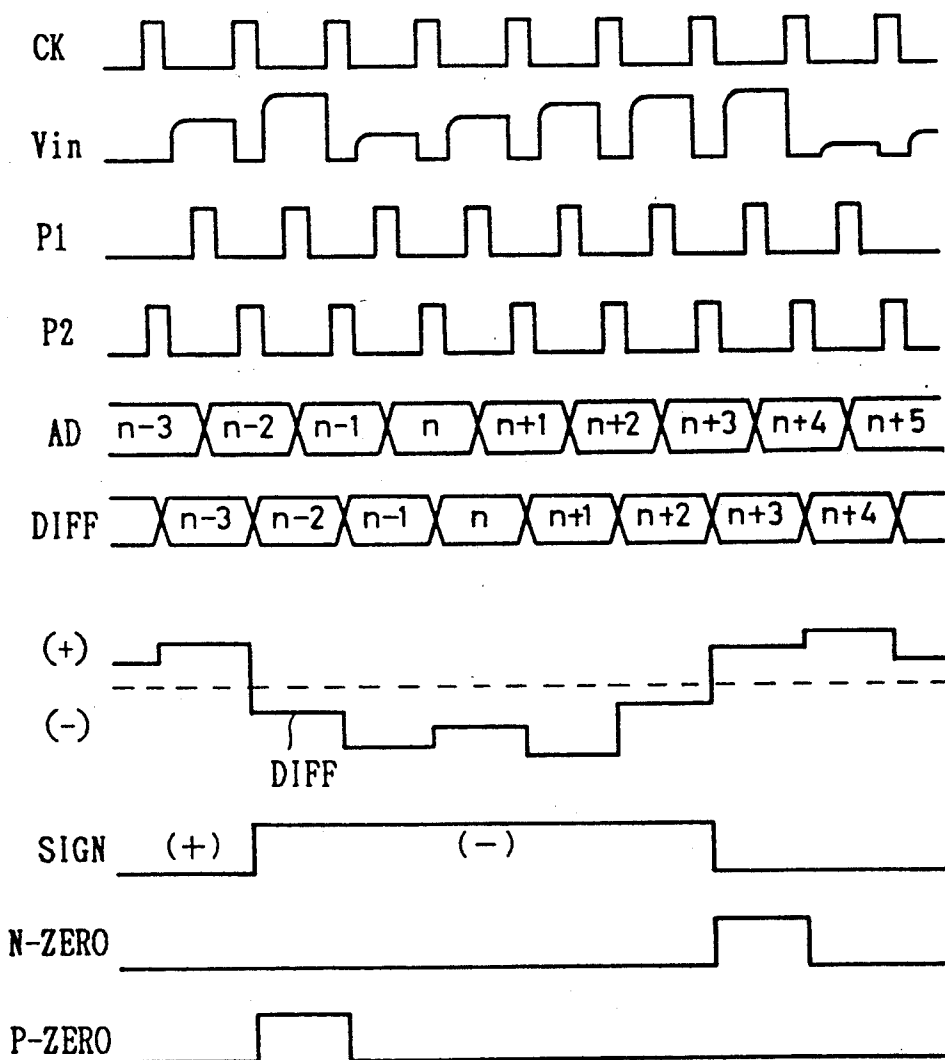 CK
Vin
P1
P2
AD n-3 n-2 n-1 n n+1 n+2 n+3 n+4 n+5
DIFF n-3 n-2 n-1 n n+1 n+2 n+3 n+4
(+)
(-)
DIFF
SIGN (+) (-)
N-ZERO
P-ZERO